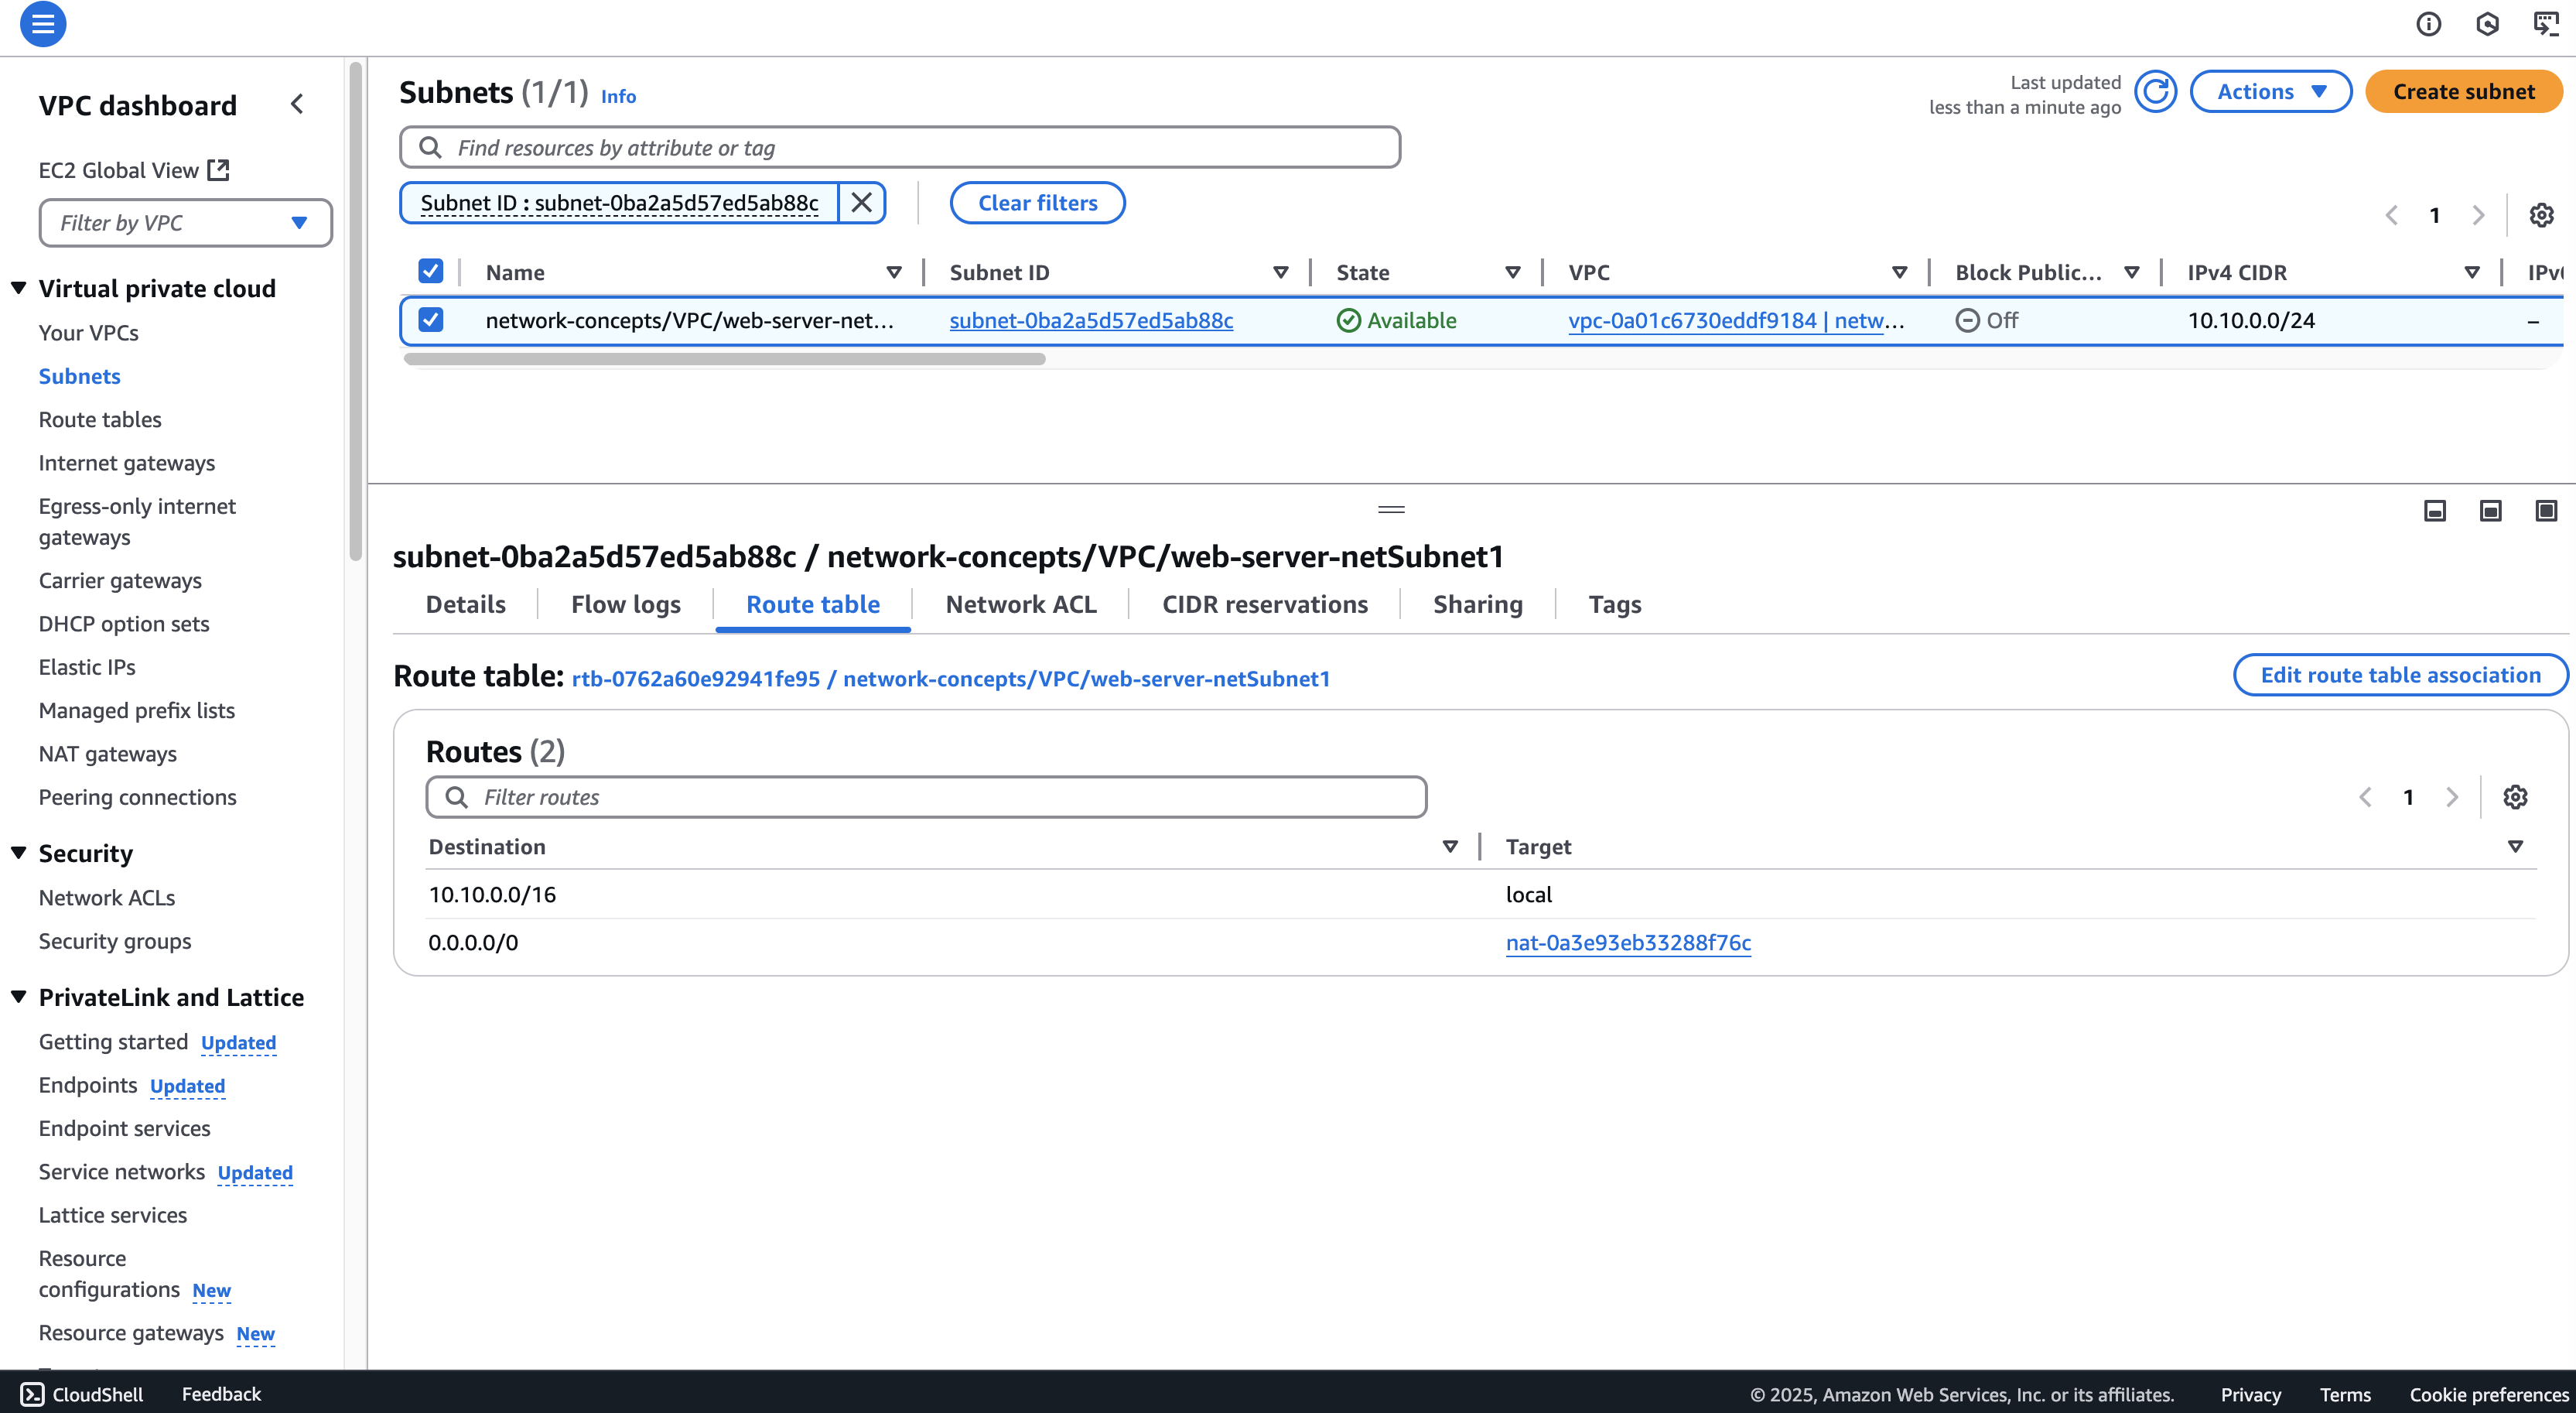 VPC dashboard
EC2 Global View
Filter by VPC
Virtual private cloud
Your VPCs
Subnets
Route tables
Internet gateways
Egress-only internet
gateways
Carrier gateways
DHCP option sets
Elastic IPs
Managed prefix lists
NAT gateways
Peering connections
Security
Network ACLs
Security groups
PrivateLink and Lattice
Getting started Updated
Endpoints Updated
Endpoint services
Service networks Updated
Lattice services
Resource
configurations New
Resource gateways New
Subnets (1/1) Info
Last updated
less than a minute ago
Actions
Create subnet
Find resources by attribute or tag
Subnet ID : subnet-0ba2a5d57ed5ab88c
Clear filters
1
Name Subnet ID State VPC Block Public... IPv4 CIDR
network-concepts/VPC/web-server-net... subnet-0ba2a5d57ed5ab88c Available vpc-0a01c6730eddf9184 | netw... Off 10.10.0.0/24 –
subnet-0ba2a5d57ed5ab88c / network-concepts/VPC/web-server-netSubnet1
Details Flow logs Route table Network ACL CIDR reservations Sharing Tags
Route table: rtb-0762a60e92941fe95 / network-concepts/VPC/web-server-netSubnet1
Edit route table association
Routes (2)
Filter routes
1
Destination Target
10.10.0.0/16 local
0.0.0.0/0 nat-0a3e93eb33288f76c
CloudShell Feedback © 2025, Amazon Web Services, Inc. or its affiliates. Privacy Terms Cookie preferences